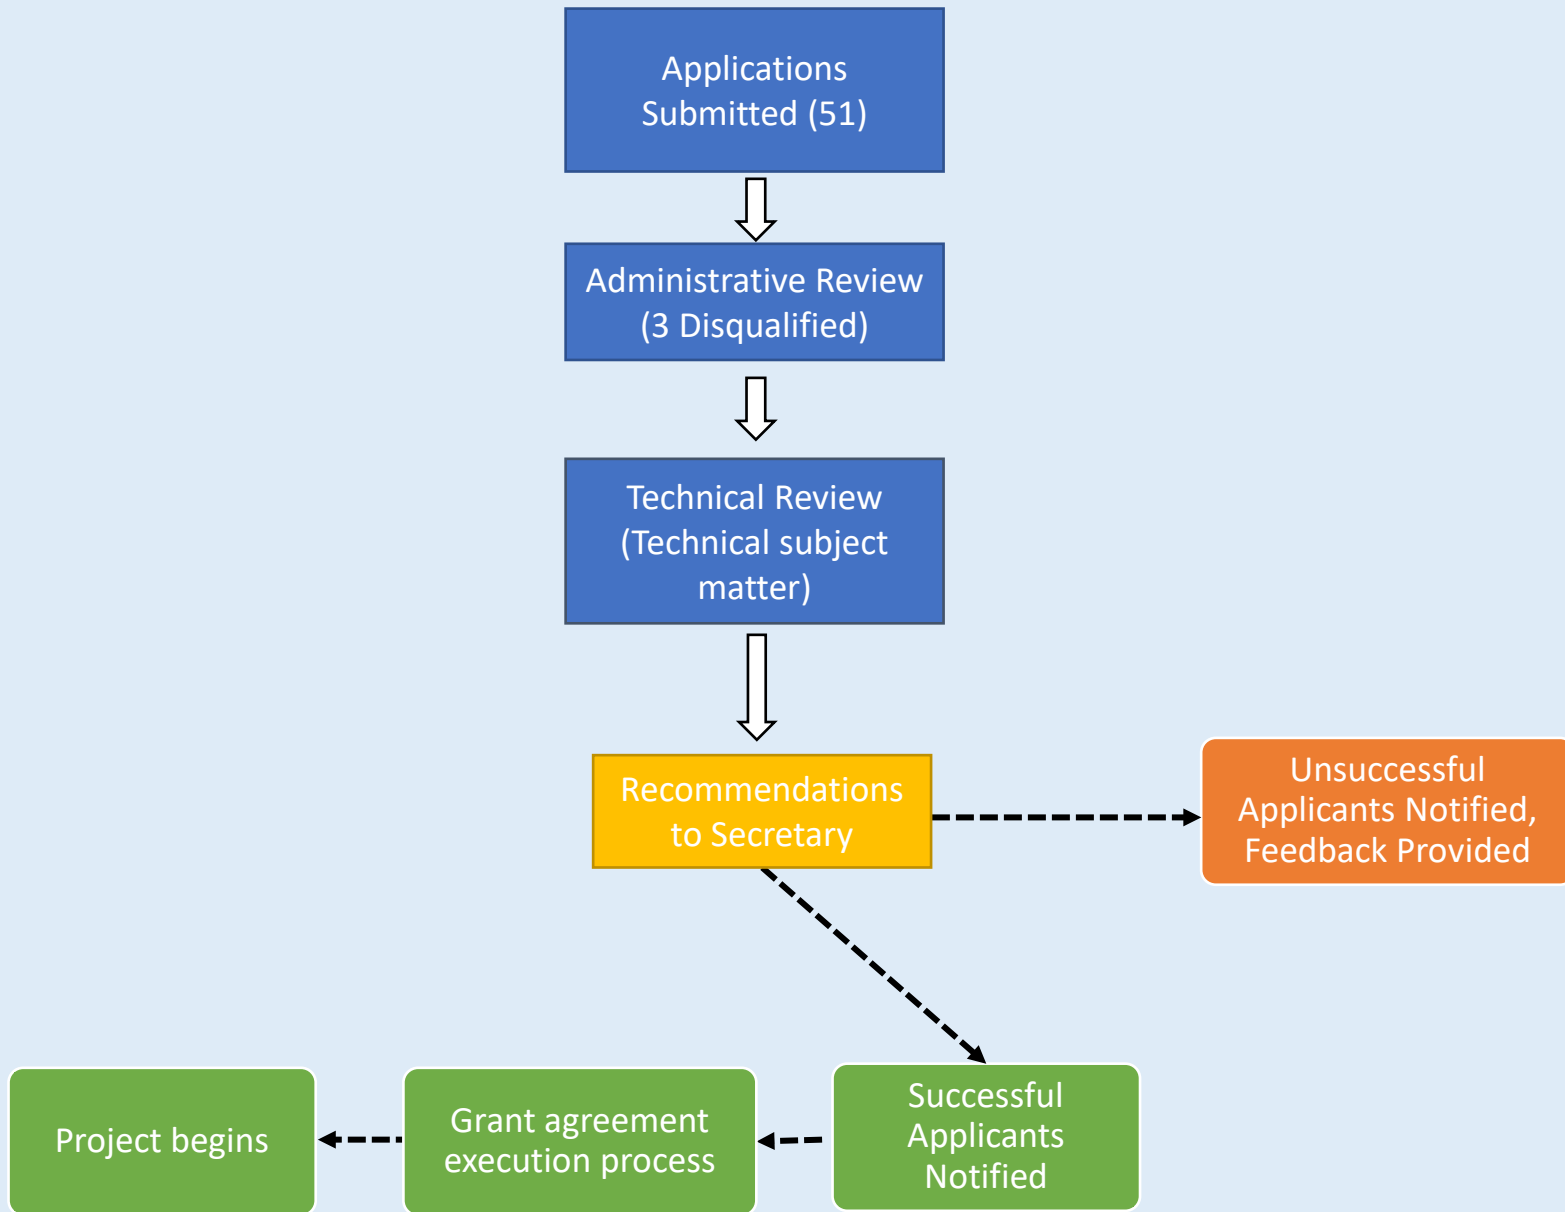 Applications
Submitted (51)
Administrative Review
(3 Disqualified)
Technical Review
(Technical subject
matter)
Recommendations
to Secretary
Unsuccessful
Applicants Notified,
Feedback Provided
Successful
Applicants
Notified
Grant agreement
execution process
Project begins